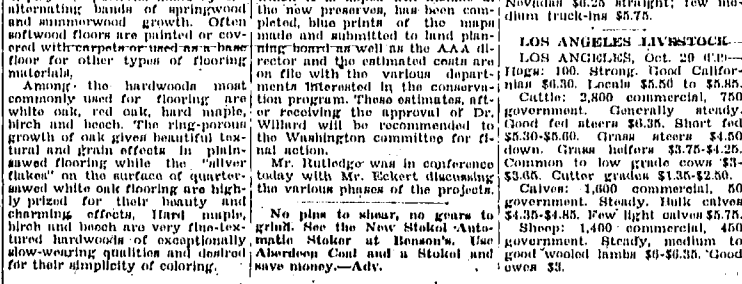 alternating bands of springwood
and summerwood growth. Often
softwood floors are painted or cov-
ered with carpets or used as a base
floor for other types of flooring
materials.
Among the hardwoods most
commonly used for flooring are
white oak, red oak, hard maple,
birch and beech. The ring-porous
growth of oak gives beautiful tex-
tural and grain effects in plain-
sawed flooring while the "silver
flakes" on the surface of quarter-
sawed white oak flooring are high-
ly prized for their beauty and
charming effects. Hard maple,
birch and beech are very fine-tex-
tured hardwoods of exceptionally
slow-wearing qualities and desired
for their simplicity of coloring.
the now preserves, has been com-
pleted, blue prints of the maps
made and submitted to land plan-
ning board as well as the AAA di-
rector and the estimated costs are
on file with the various depart-
ments interested in the conserva-
tion program. These estimates, aft-
er receiving the approval of Dr.
Willard will be recommended to
the Washington committee for fi-
nal action.
Mr. Rutledge was in conference
today with Mr. Eckert discussing
the various phases of the projects.
No pins to shear, no gears to
grind. See the New Stokol Auto-
matic Stoker at Benson's. Use
Aberdeen Coal and a Stokol and
save money.—Adv.
Novadas $6.25 straight; few me-
dium truck-ins $5.75.
LOS ANGELES LIVESTOCK
LOS ANGELES, Oct. 20
Hogs: 100. Strong. Good Califor-
nias $6.30. Locals $5.50 to $5.85.
Cattle: 2,800 commercial, 750
government. Generally steady.
Good fed steers $6.35. Short fed
$5.30-$5.60. Grass steers $4.50
down. Grass heifers $3.75-$4.25.
Common to low grade cows $3-
$3.65. Cutter grades $1.35-$2.50.
Calves: 1,600 commercial, 50
government. Steady. Bulk calves
$4.35-$4.85. Few light calves $5.75.
Sheep: 1,400 commercial, 450
government. Steady, medium to
good wooled lambs $6-$6.35. Good
ewes $3.